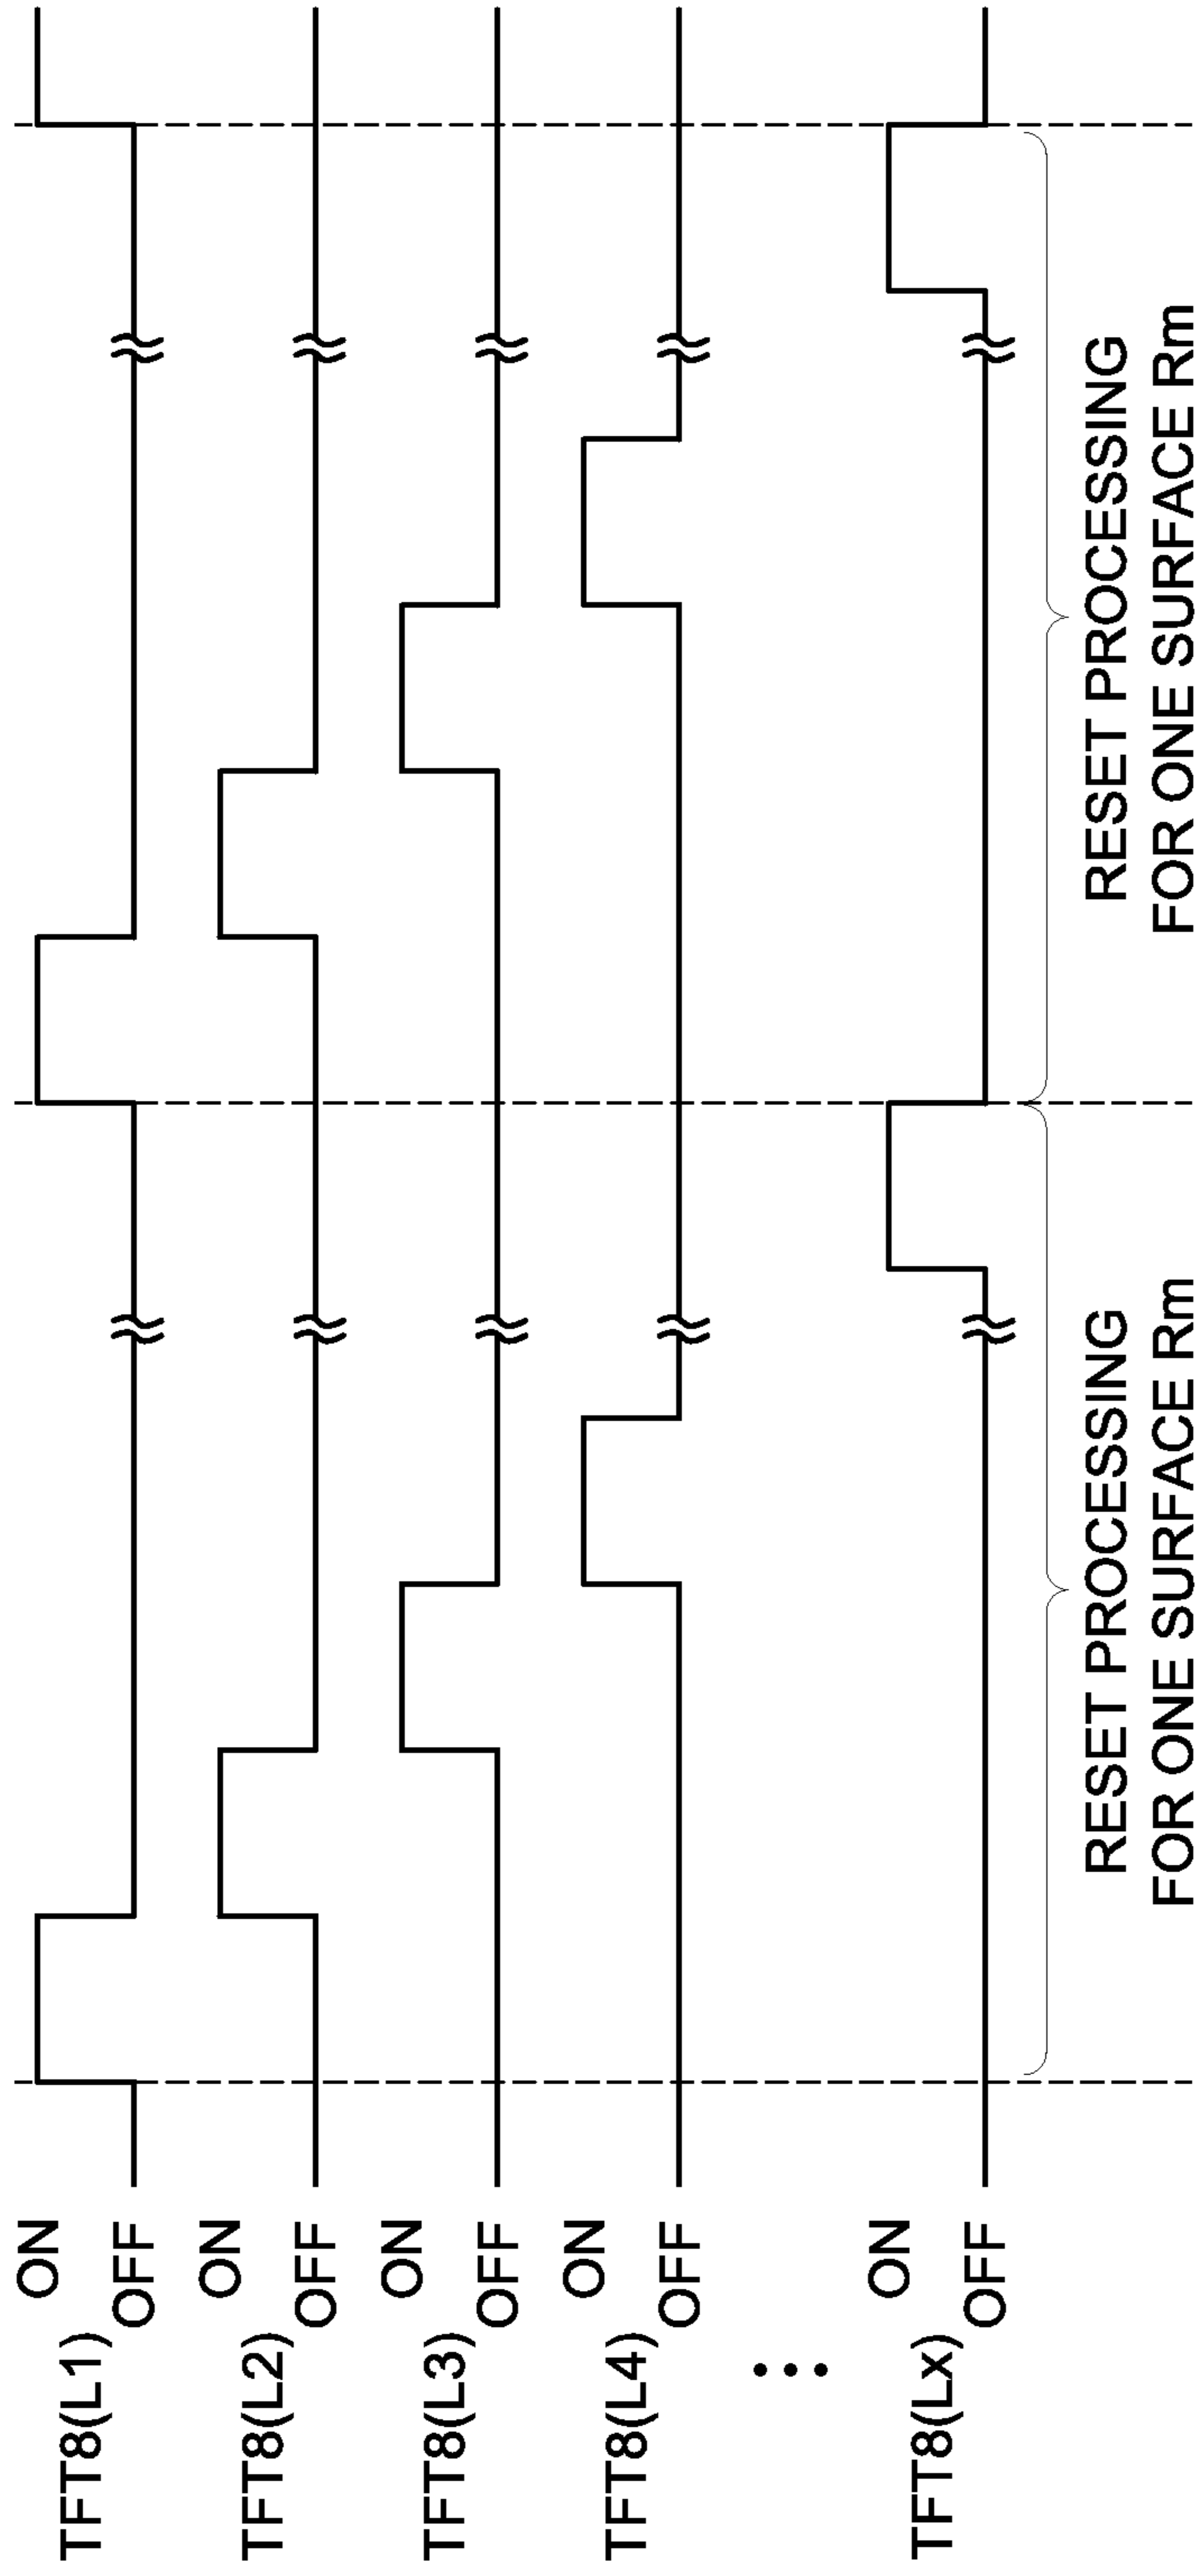 TFT8(L1) ON
OFF
TFT8(L2) ON
OFF
TFT8(L3) ON
OFF
TFT8(L4) ON
OFF
TFT8(Lx) ON
OFF
RESET PROCESSING
FOR ONE SURFACE Rm
RESET PROCESSING
FOR ONE SURFACE Rm